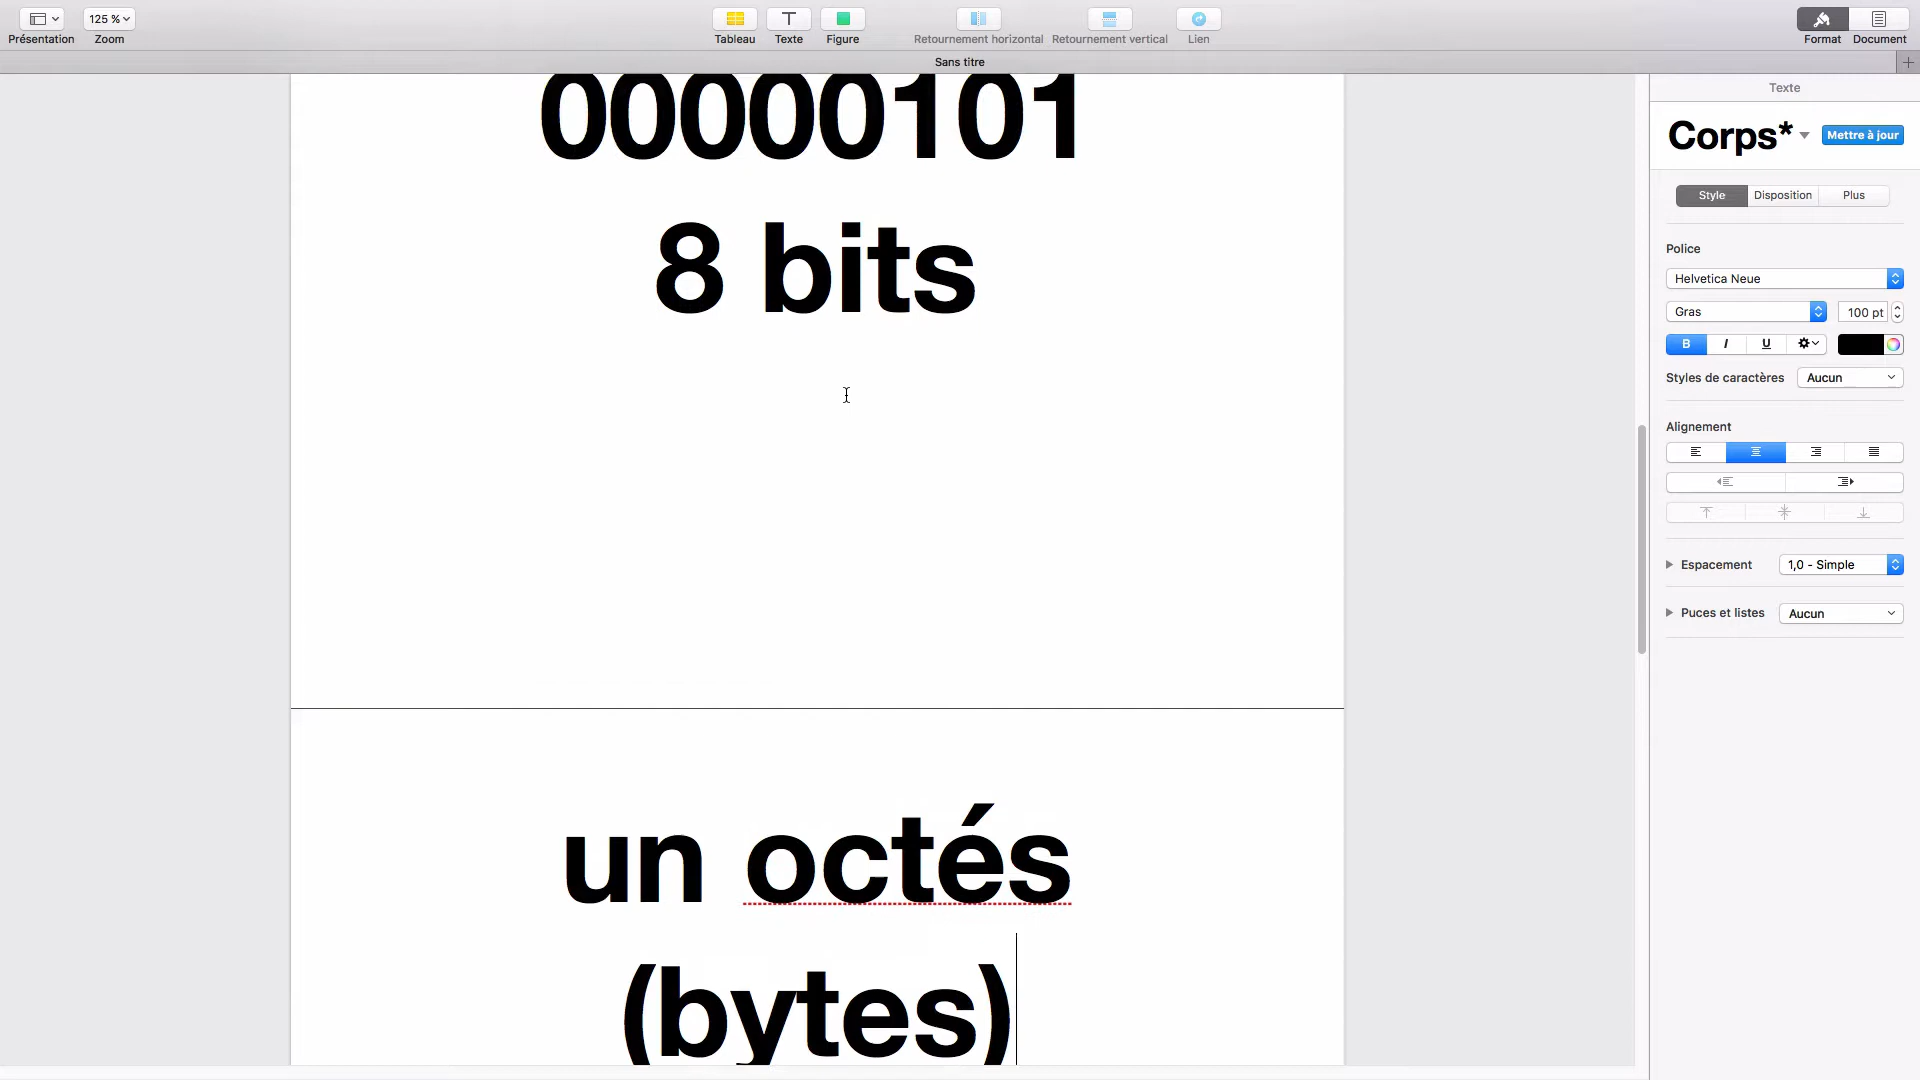 125 %
Présentation
Zoom
Tableau
Texte
Figure
Retournement horizontal
Retournement vertical
Lien
Format
Document
Sans titre
00000101
8 bits
un octés
(bytes)
Texte
Corps*
Mettre à jour
Style
Disposition
Plus
Police
Helvetica Neue
Gras
100 pt
B I U
Styles de caractères
Aucun
Alignement
Espacement
1,0 - Simple
Puces et listes
Aucun